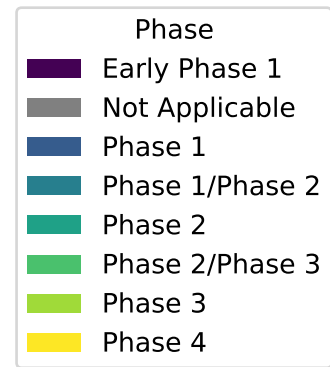 Phase
Early Phase 1
Not Applicable
Phase 1
Phase 1/Phase 2
Phase 2
Phase 2/Phase 3
Phase 3
Phase 4